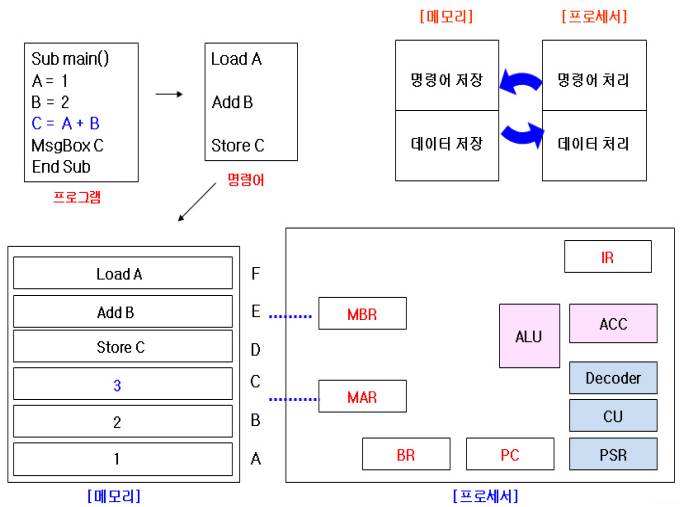 [메모리]
[프로세서]
Sub main()
A = 1
B = 2
C = A + B
MsgBox C
End Sub
프로그램
Load A
Add B
Store C
명령어
명령어 저장
명령어 처리
데이터 저장
데이터 처리
Load A
F
Add B
E
Store C
D
3
C
2
B
1
A
[메모리]
IR
MBR
ALU
ACC
Decoder
MAR
CU
BR
PC
PSR
[프로세서]